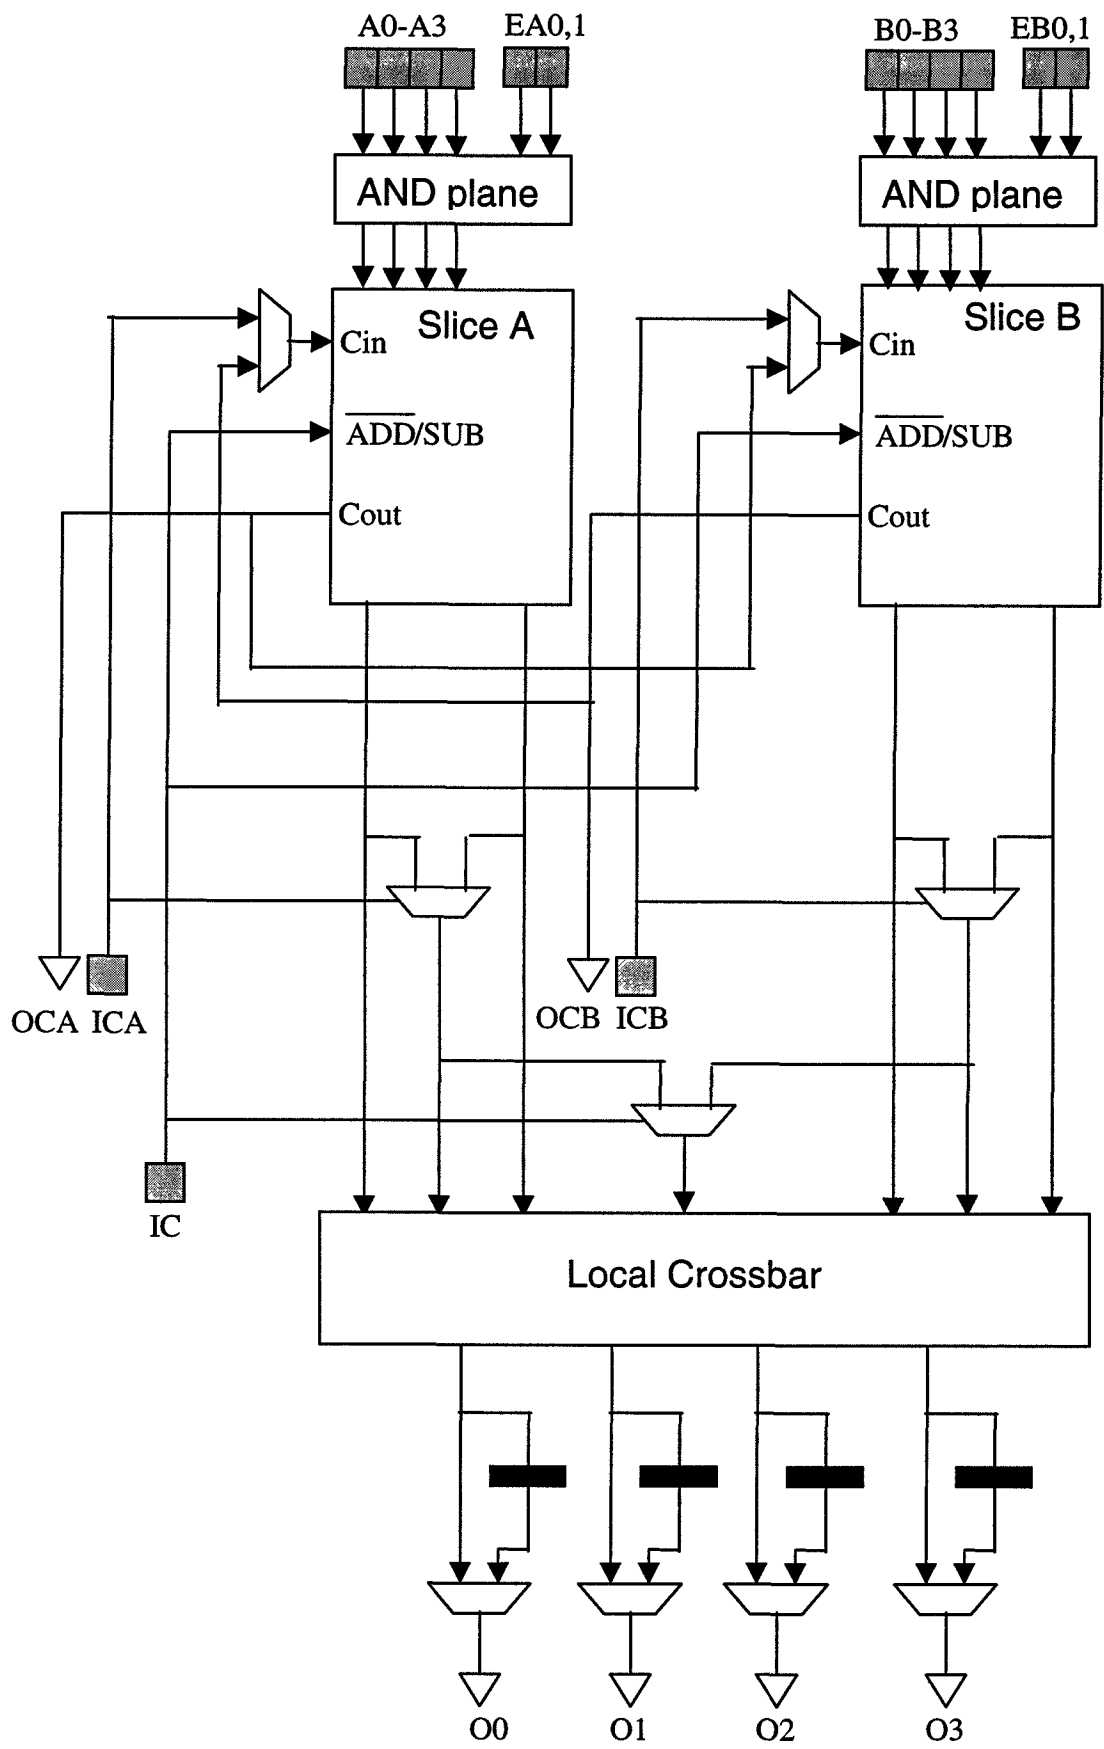 A0-A3 EA0,1 B0-B3 EB0,1
AND plane AND plane
Slice A Slice B
Cin Cin
ADD/SUB ADD/SUB
Cout Cout
OCA ICA OCB ICB
IC
Local Crossbar
O0 O1 O2 O3